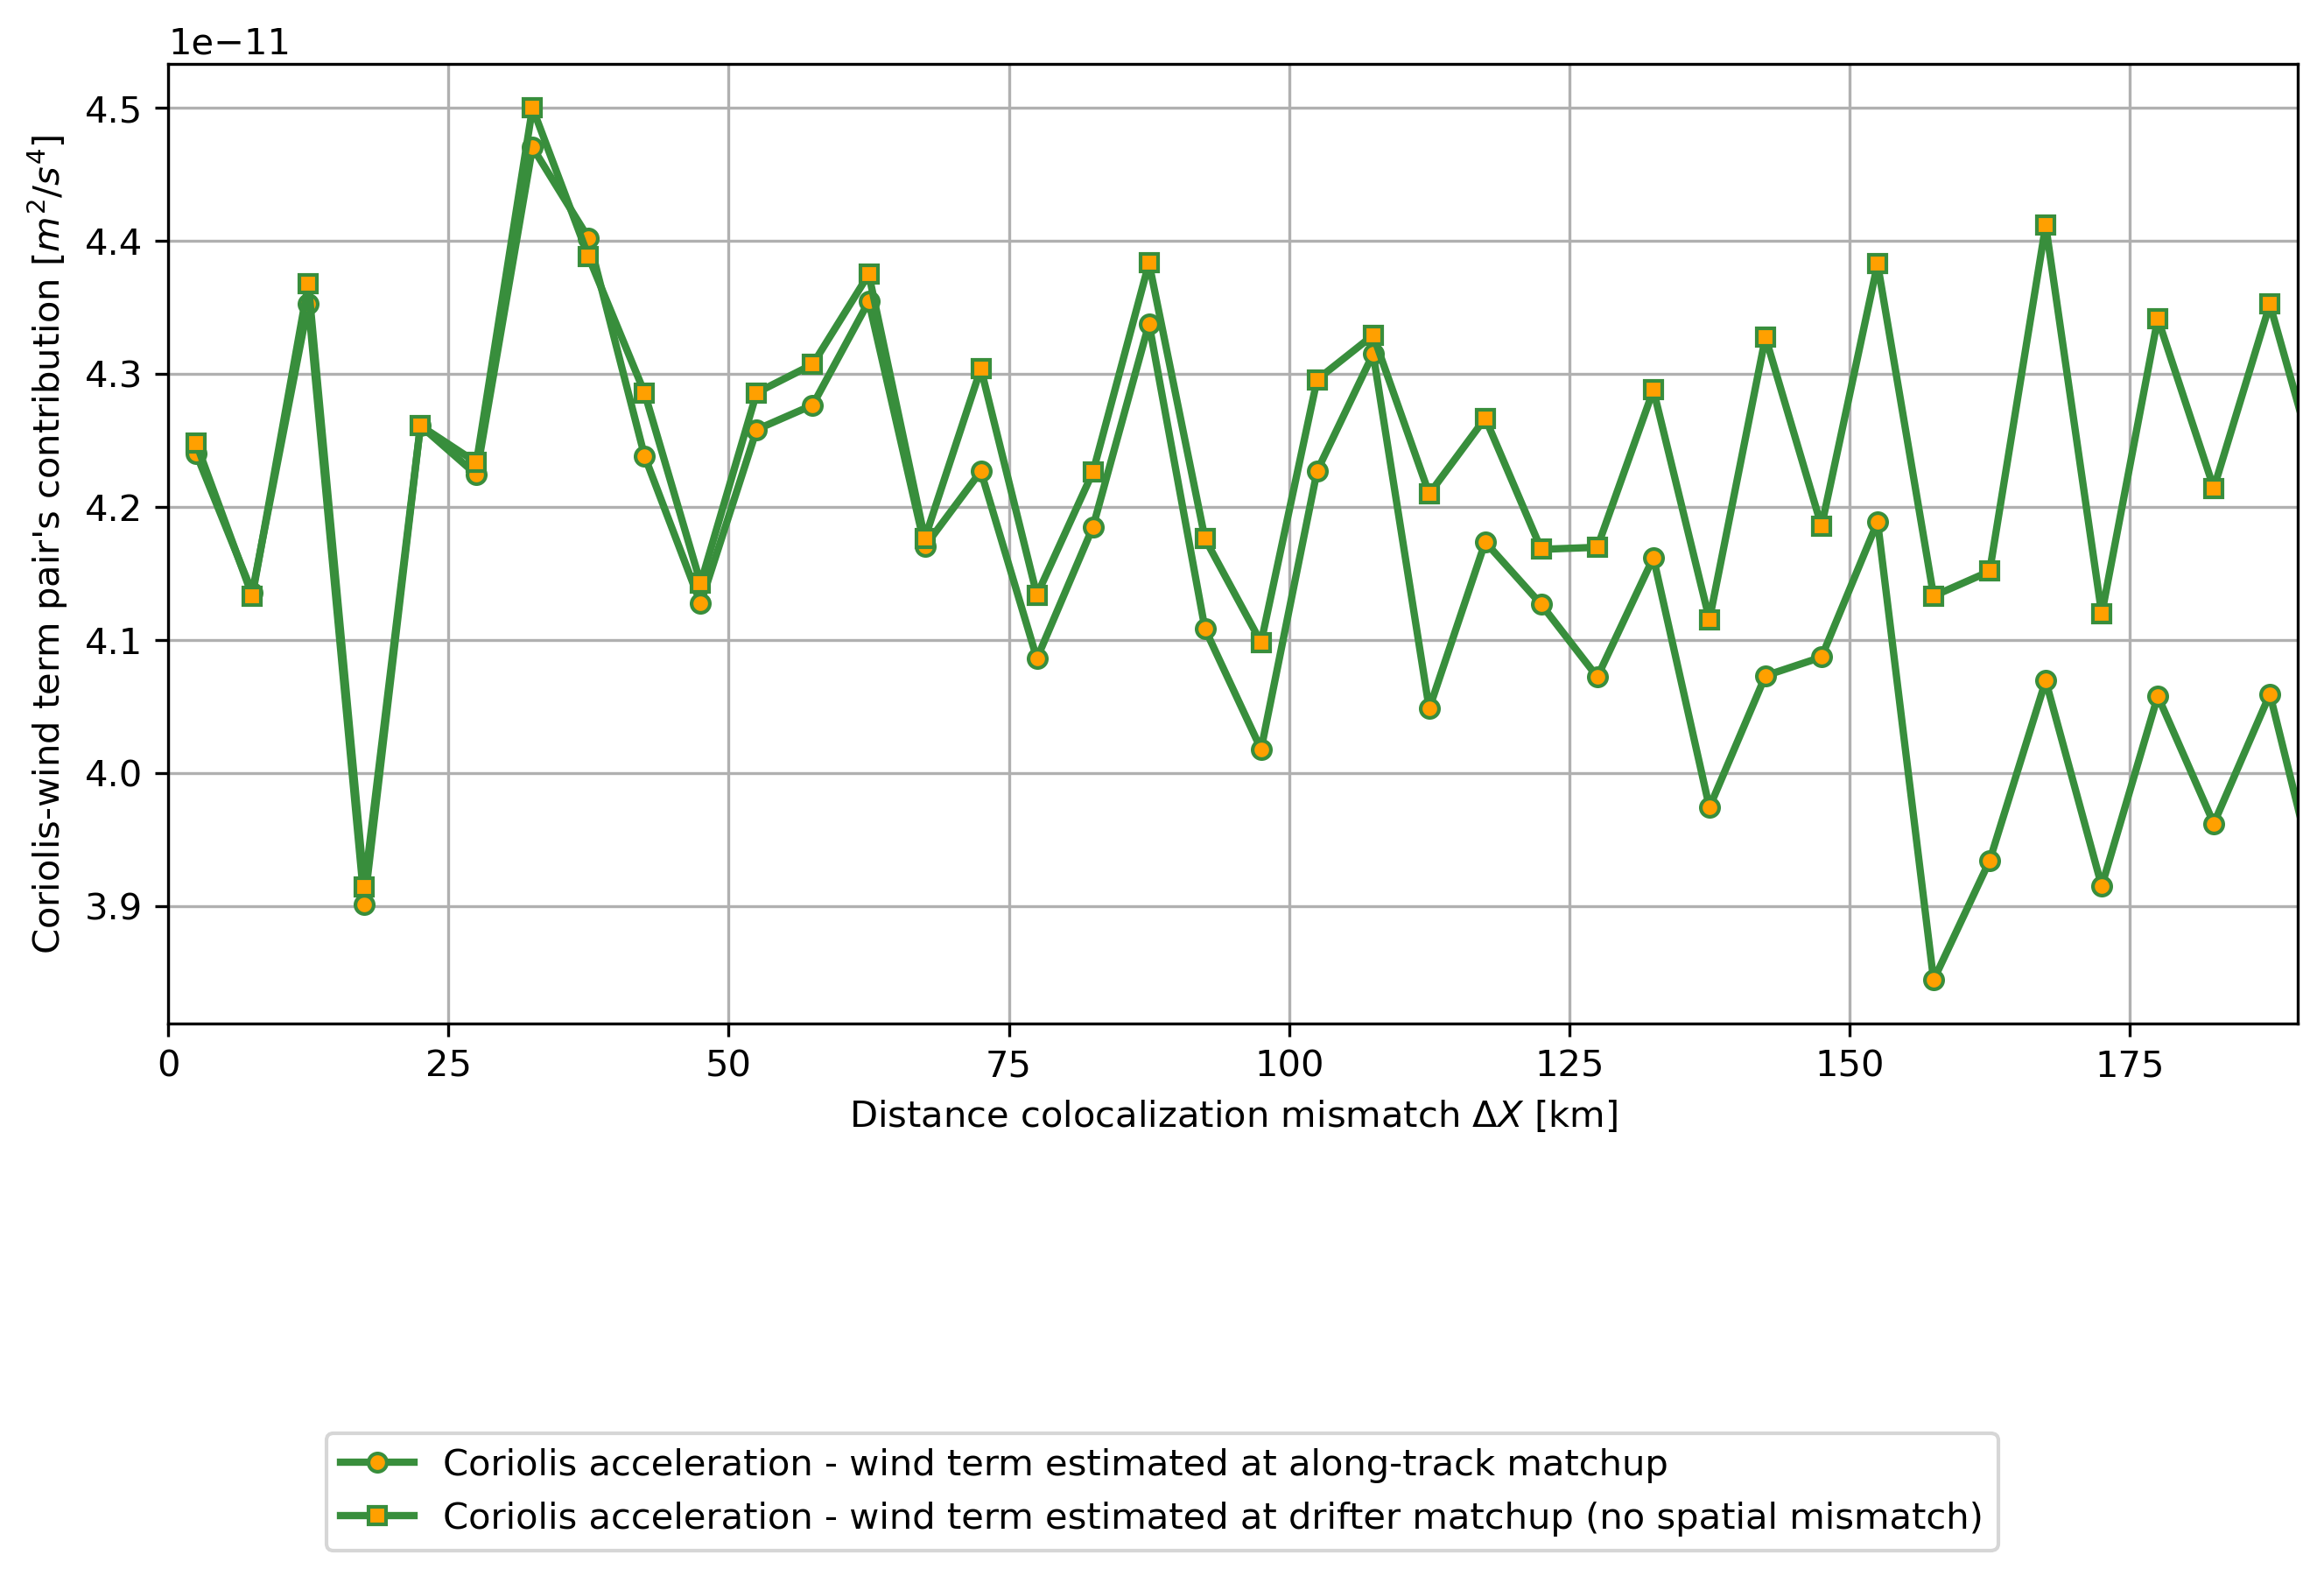 1e−11
4.5
4.4
4.3
4.2
4.1
4.0
3.9
Coriolis-wind term pair's contribution [m²/s⁴]
0 25 50 75 100 125 150 175
Distance colocalization mismatch ΔX [km]
Coriolis acceleration - wind term estimated at along-track matchup
Coriolis acceleration - wind term estimated at drifter matchup (no spatial mismatch)